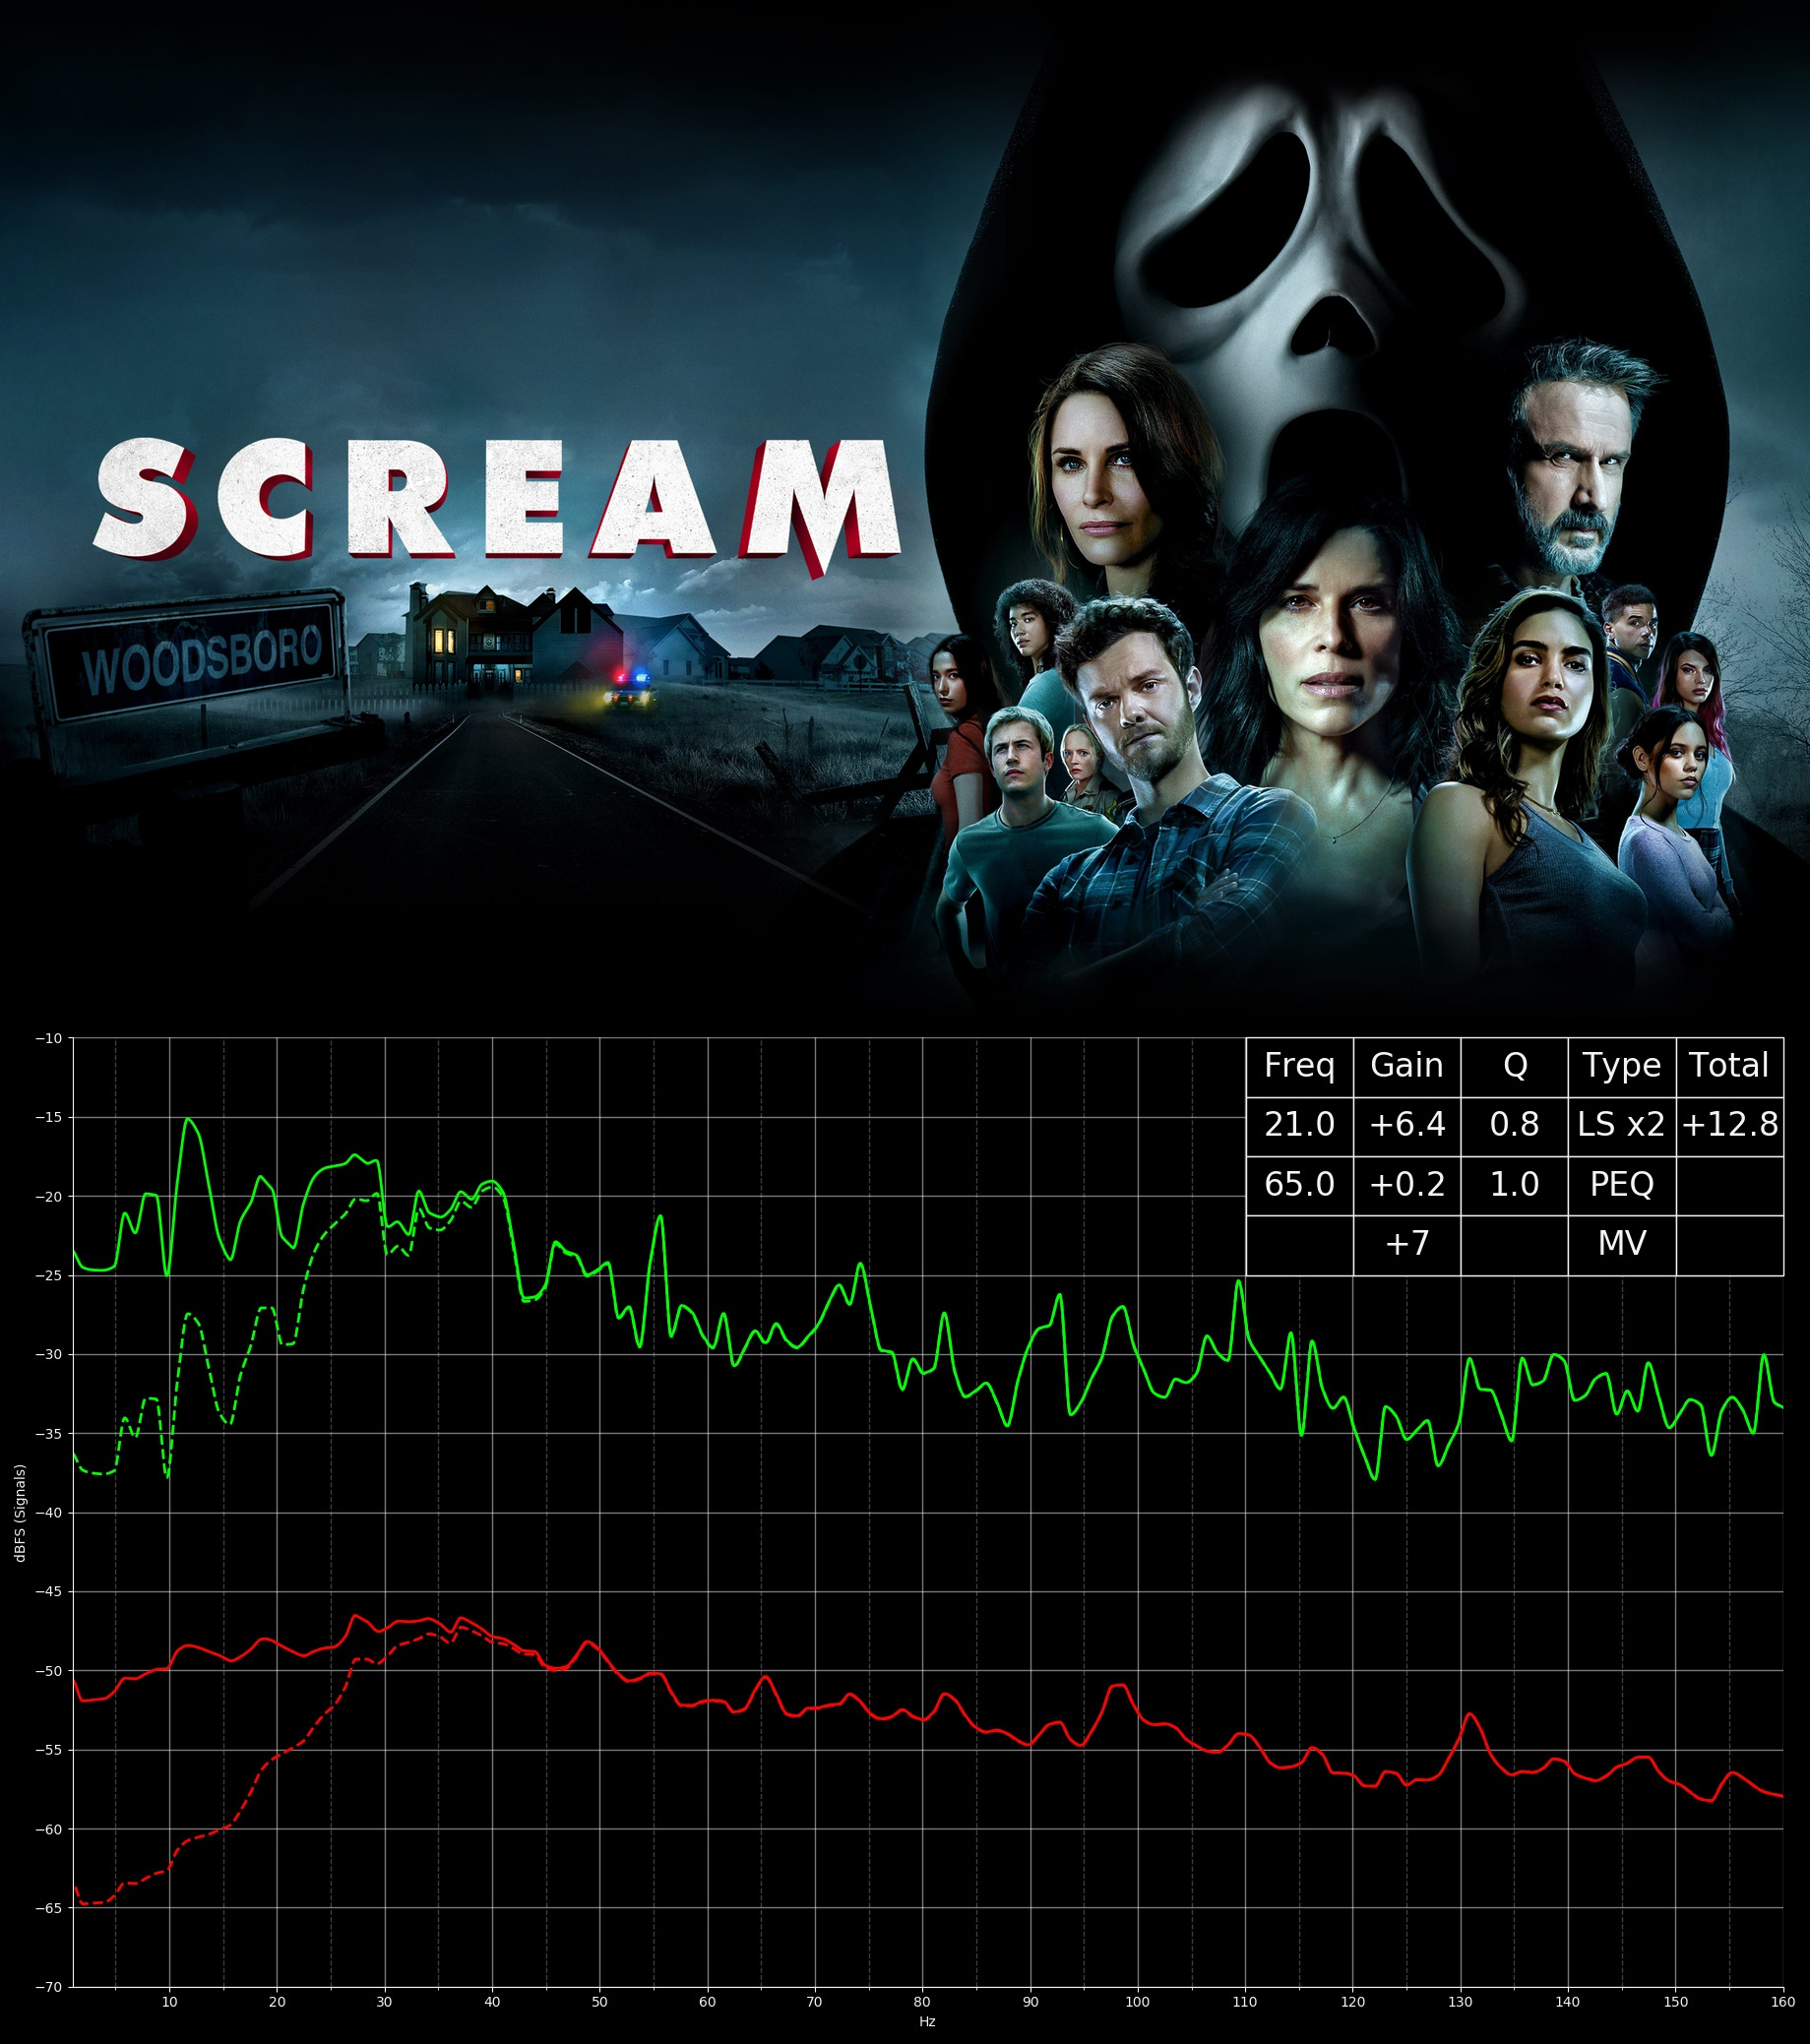 SCREAM
WOODSBORO
Freq Gain Q Type Total
21.0 +6.4 0.8 LS x2 +12.8
65.0 +0.2 1.0 PEQ
+7 MV
−10
−15
−20
−25
−30
−35
−40
−45
−50
−55
−60
−65
−70
dBFS (Signals)
10 20 30 40 50 60 70 80 90 100 110 120 130 140 150 160
Hz